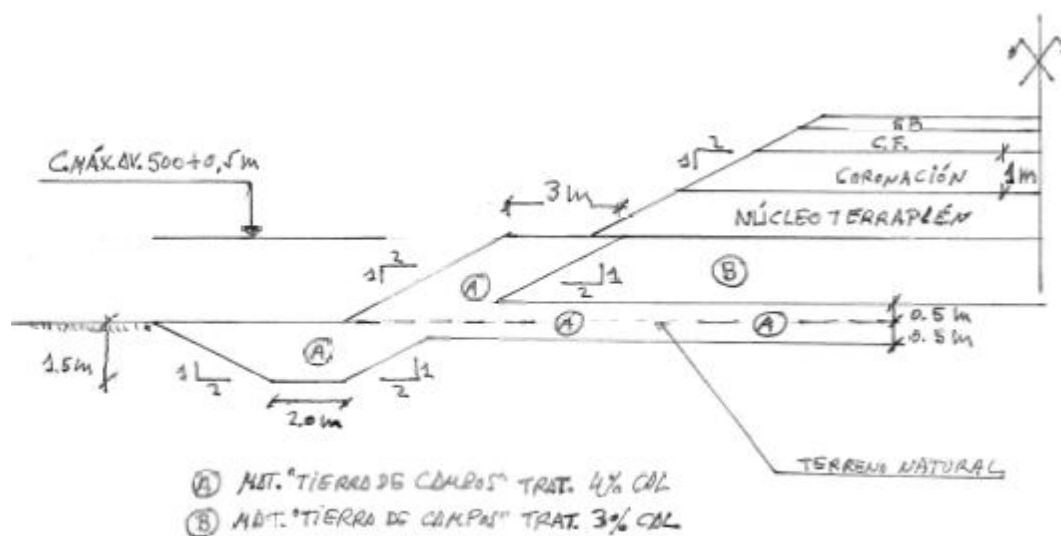 S.B.
C.F.
CORONACIÓN
1m
NÚCLEO TERRAPLÉN
C.MÁX.AV.500+0,5m
3m
1
2
1
2
1
2
A
B
A
A
A
0.5m
0.5m
1.5m
1
2
1
2
2.0m
TERRENO NATURAL
A MAT. "TIERRA DE CAMPOS" TRAT. 4% CAL
B MAT. "TIERRA DE CAMPOS" TRAT. 3% CAL